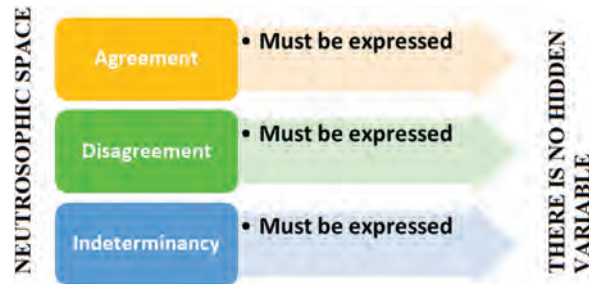 NEUTROSOPHIC SPACE
Agreement
• Must be expressed
Disagreement
• Must be expressed
Indeterminancy
• Must be expressed
THERE IS NO HIDDEN
VARIABLE